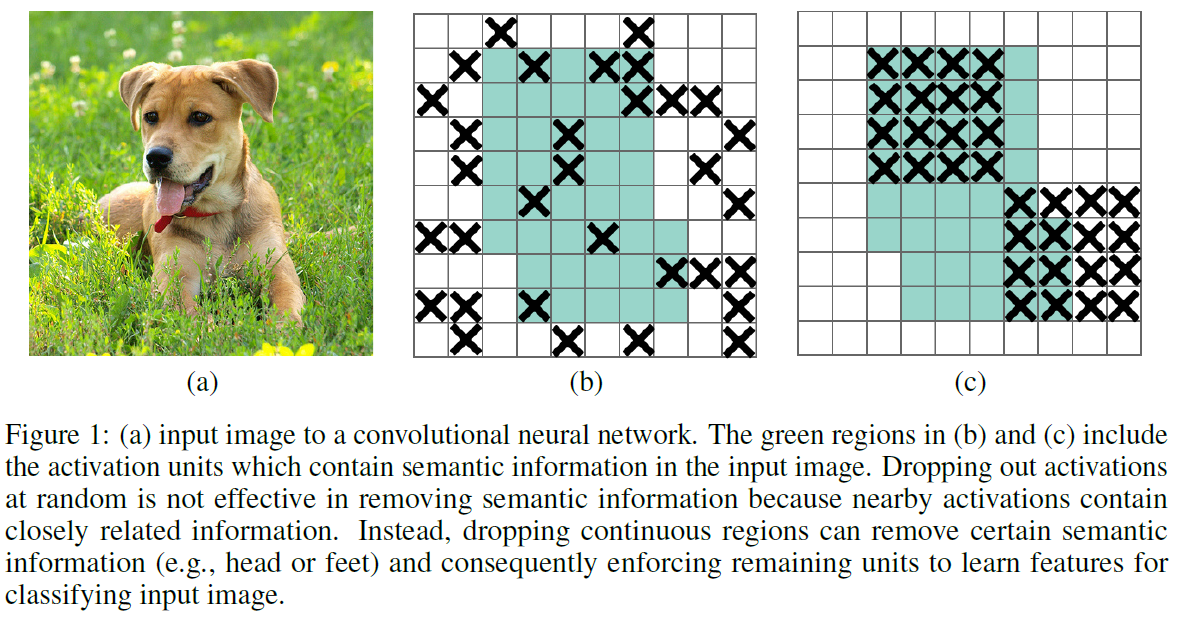 (a) (b) (c)
Figure 1: (a) input image to a convolutional neural network. The green regions in (b) and (c) include
the activation units which contain semantic information in the input image. Dropping out activations
at random is not effective in removing semantic information because nearby activations contain
closely related information. Instead, dropping continuous regions can remove certain semantic
information (e.g., head or feet) and consequently enforcing remaining units to learn features for
classifying input image.